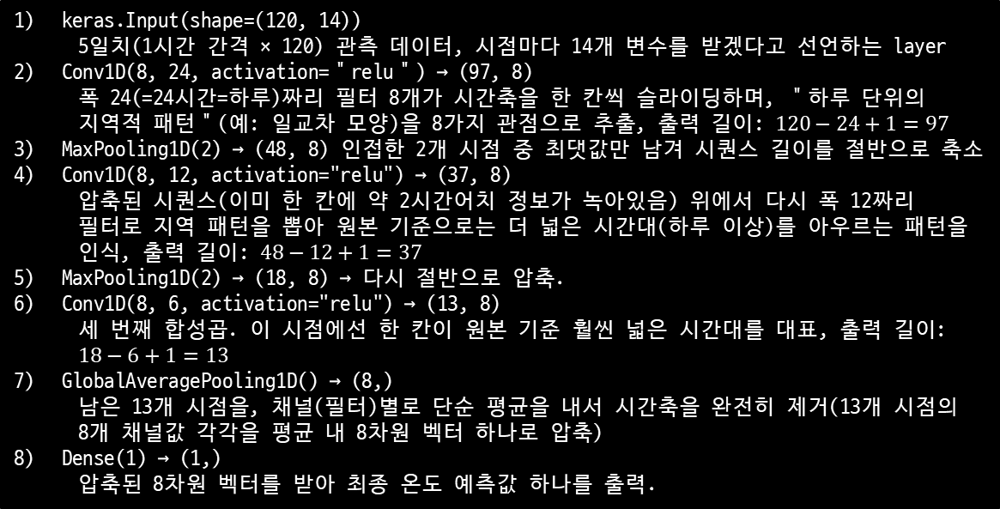 1) keras.Input(shape=(120, 14))
5일치(1시간 간격 × 120) 관측 데이터, 시점마다 14개 변수를 받겠다고 선언하는 layer
2) Conv1D(8, 24, activation=＂relu＂) → (97, 8)
폭 24(=24시간=하루)짜리 필터 8개가 시간축을 한 칸씩 슬라이딩하며, ＂하루 단위의
지역적 패턴＂(예: 일교차 모양)을 8가지 관점으로 추출, 출력 길이: 120 − 24 + 1 = 97
3) MaxPooling1D(2) → (48, 8) 인접한 2개 시점 중 최댓값만 남겨 시퀀스 길이를 절반으로 축소
4) Conv1D(8, 12, activation="relu") → (37, 8)
압축된 시퀀스(이미 한 칸에 약 2시간어치 정보가 녹아있음) 위에서 다시 폭 12짜리
필터로 지역 패턴을 뽑아 원본 기준으로는 더 넓은 시간대(하루 이상)를 아우르는 패턴을
인식, 출력 길이: 48 − 12 + 1 = 37
5) MaxPooling1D(2) → (18, 8) → 다시 절반으로 압축.
6) Conv1D(8, 6, activation="relu") → (13, 8)
세 번째 합성곱. 이 시점에선 한 칸이 원본 기준 훨씬 넓은 시간대를 대표, 출력 길이:
18 − 6 + 1 = 13
7) GlobalAveragePooling1D() → (8,)
남은 13개 시점을, 채널(필터)별로 단순 평균을 내서 시간축을 완전히 제거(13개 시점의
8개 채널값 각각을 평균 내 8차원 벡터 하나로 압축)
8) Dense(1) → (1,)
압축된 8차원 벡터를 받아 최종 온도 예측값 하나를 출력.